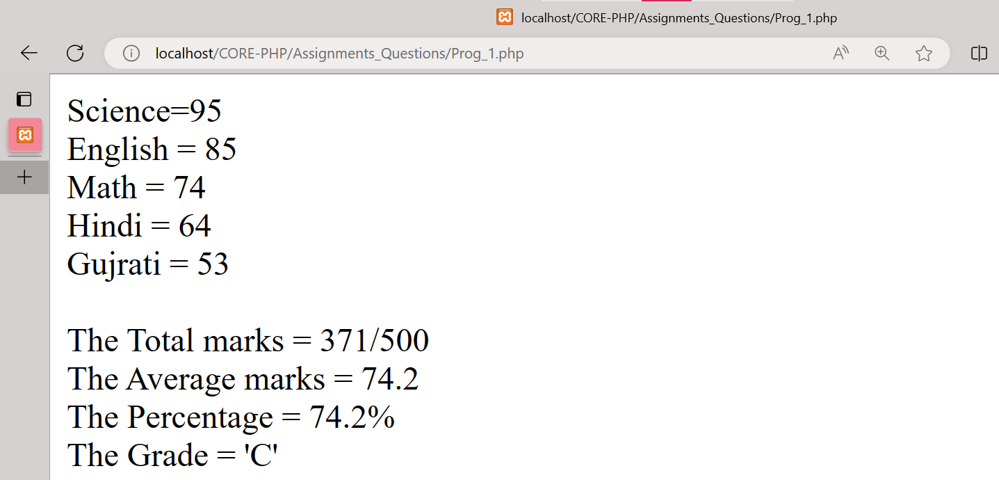 localhost/CORE-PHP/Assignments_Questions/Prog_1.php
localhost/CORE-PHP/Assignments_Questions/Prog_1.php
Science=95
English = 85
Math = 74
Hindi = 64
Gujrati = 53
The Total marks = 371/500
The Average marks = 74.2
The Percentage = 74.2%
The Grade = 'C'